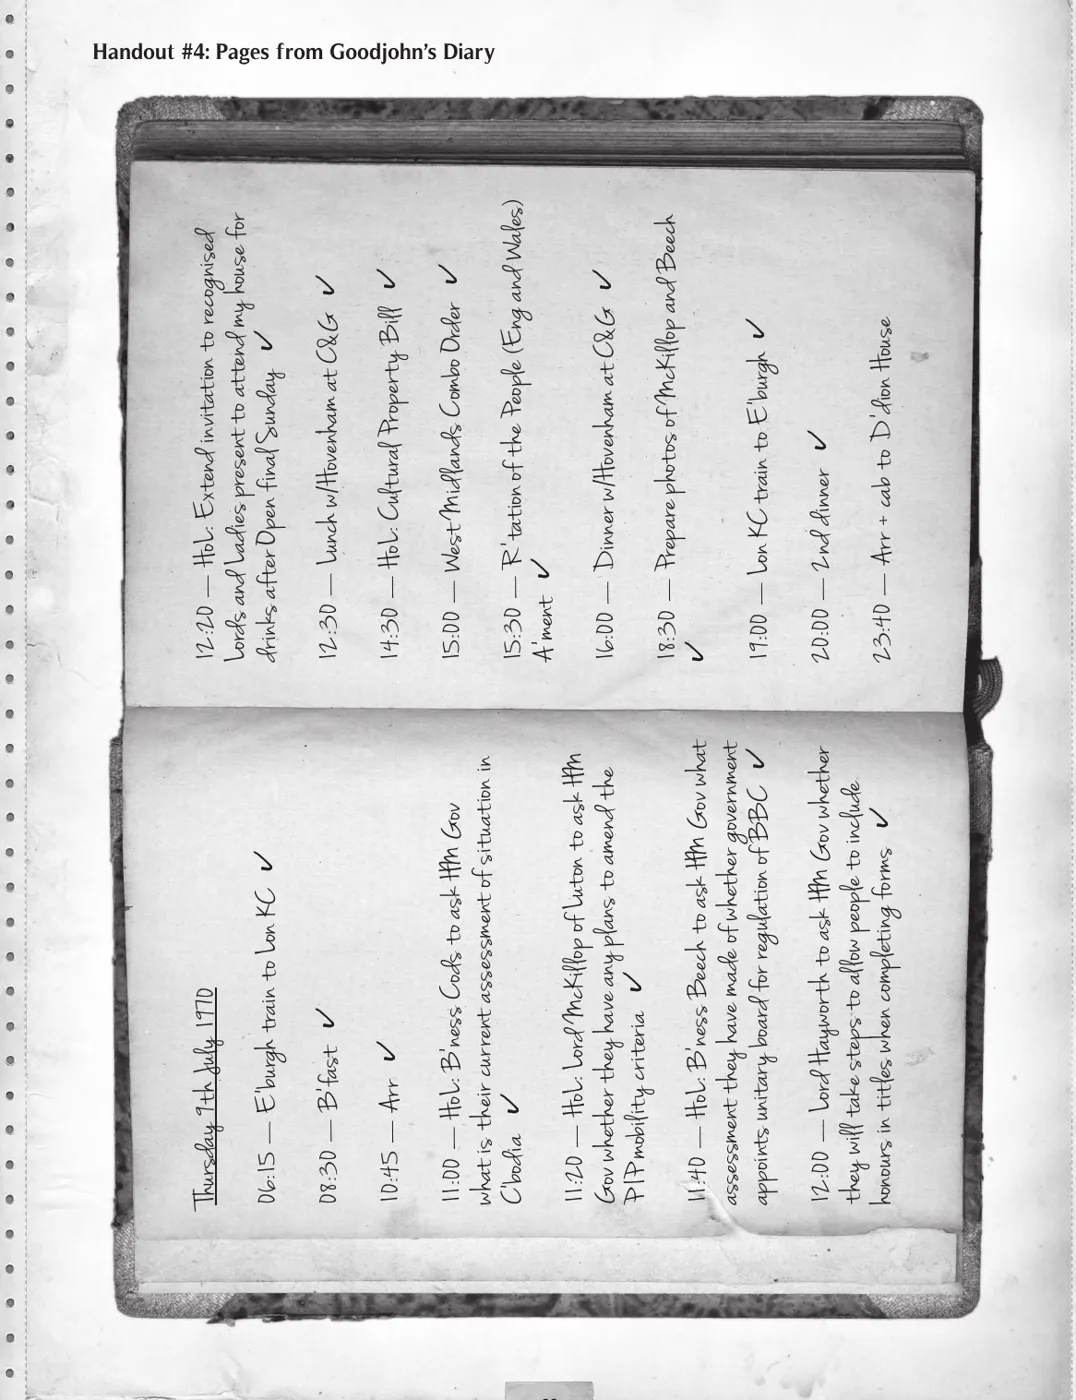 Handout #4: Pages from Goodjohn's Diary
Thursday 9th July 1970
06:15 — E'burgh train to Lon KC ✓
08:30 — B'fast ✓
10:45 — Arr ✓
11:00 — HoL: B'ness Cods to ask HM Gov
what is their current assessment of situation in
C'bodia ✓
11:20 — HoL: Lord McKillop of Luton to ask HM
Gov whether they have any plans to amend the
PIP mobility criteria ✓
11:40 — HoL: B'ness Beech to ask HM Gov what
assessment they have made of whether government
appoints unitary board for regulation of BBC ✓
12:00 — Lord Hayworth to ask HM Gov whether
they will take steps to allow people to include
honours in titles when completing forms ✓
12:20 — HoL: Extend invitation to recognised
Lords and Ladies present to attend my house for
drinks after Open final Sunday ✓
12:30 — Lunch w/Hovenham at C&G ✓
14:30 — HoL: Cultural Property Bill ✓
15:00 — West Midlands Combo Order ✓
15:30 — R'tation of the People (Eng and Wales)
A'ment ✓
16:00 — Dinner w/Hovenham at C&G ✓
18:30 — Prepare photos of McKillop and Beech
✓
19:00 — Lon KC train to E'burgh ✓
20:00 — 2nd dinner ✓
23:40 — Arr + cab to D'dion House